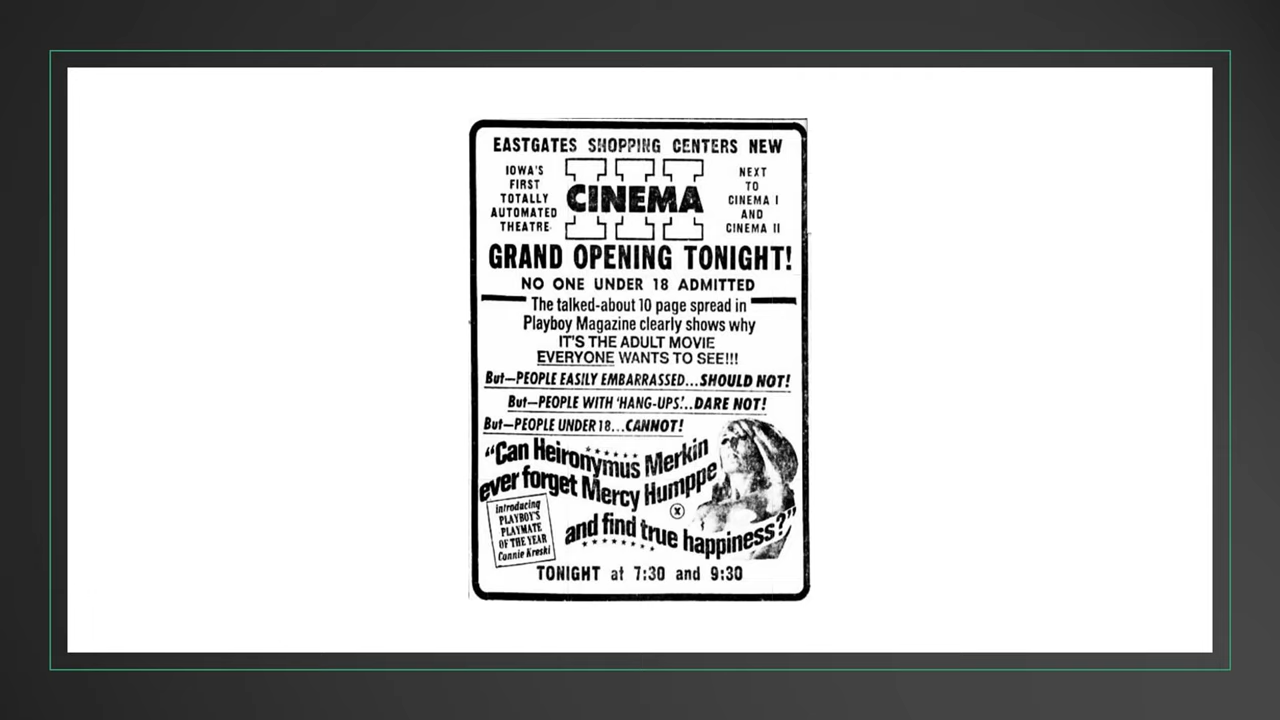 EASTGATES SHOPPING CENTERS NEW
IOWA'S
FIRST
TOTALLY
AUTOMATED
THEATRE
III
CINEMA
NEXT
TO
CINEMA I
AND
CINEMA II
GRAND OPENING TONIGHT!
NO ONE UNDER 18 ADMITTED
The talked-about 10 page spread in
Playboy Magazine clearly shows why
IT'S THE ADULT MOVIE
EVERYONE WANTS TO SEE!!!
But—PEOPLE EASILY EMBARRASSED...SHOULD NOT!
But—PEOPLE WITH 'HANG-UPS'...DARE NOT!
But—PEOPLE UNDER 18...CANNOT!
"Can Heironymus Merkin
ever forget Mercy Humppe
X
and find true happiness?"
introducing
PLAYBOY'S
PLAYMATE
OF THE YEAR
Connie Kreski
TONIGHT at 7:30 and 9:30